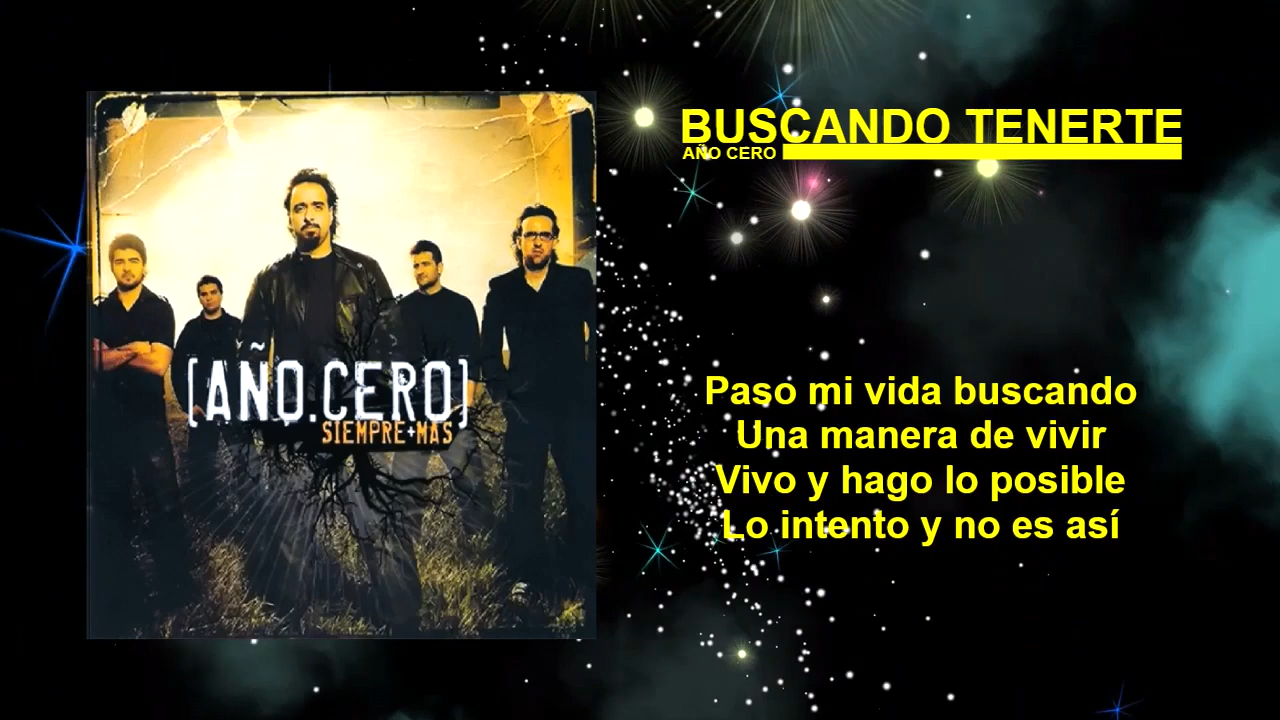 BUSCANDO TENERTE
AÑO CERO
[AÑO.CERO]
SIEMPRE+MAS
Paso mi vida buscando
Una manera de vivir
Vivo y hago lo posible
Lo intento y no es así